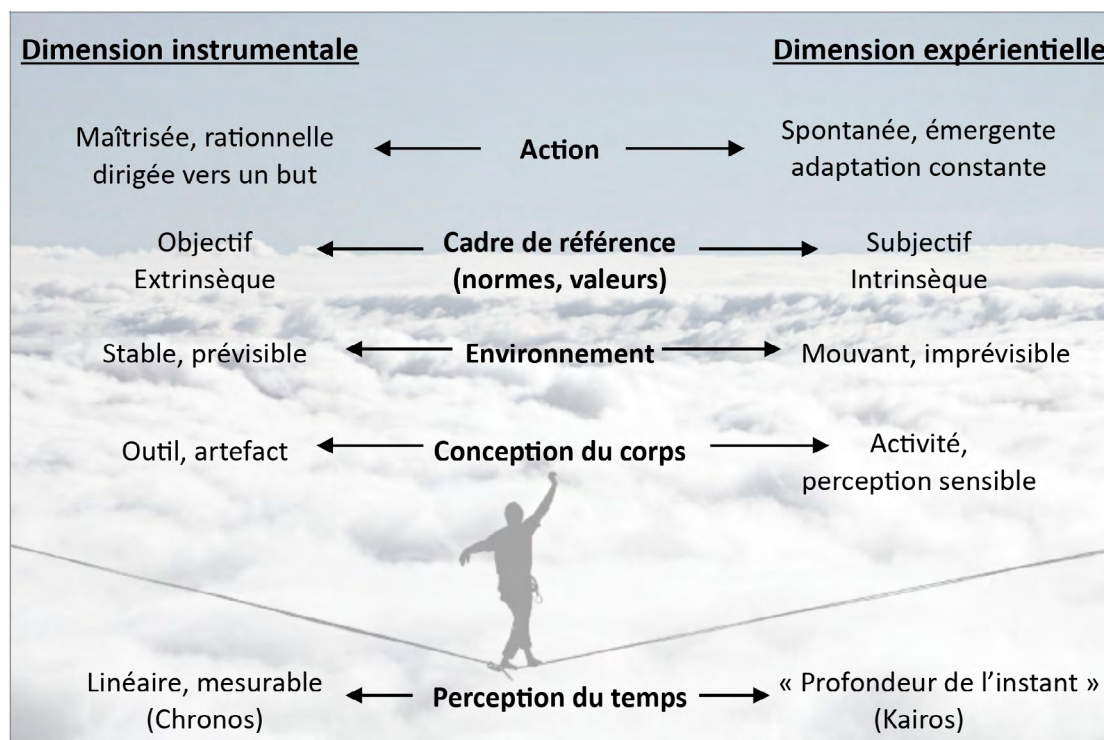 Dimension instrumentale
Dimension expérientielle
Maîtrisée, rationnelle
dirigée vers un but
Action
Spontanée, émergente
adaptation constante
Objectif
Extrinsèque
Cadre de référence
(normes, valeurs)
Subjectif
Intrinsèque
Stable, prévisible
Environnement
Mouvant, imprévisible
Outil, artefact
Conception du corps
Activité,
perception sensible
Linéaire, mesurable
(Chronos)
Perception du temps
« Profondeur de l’instant »
(Kairos)